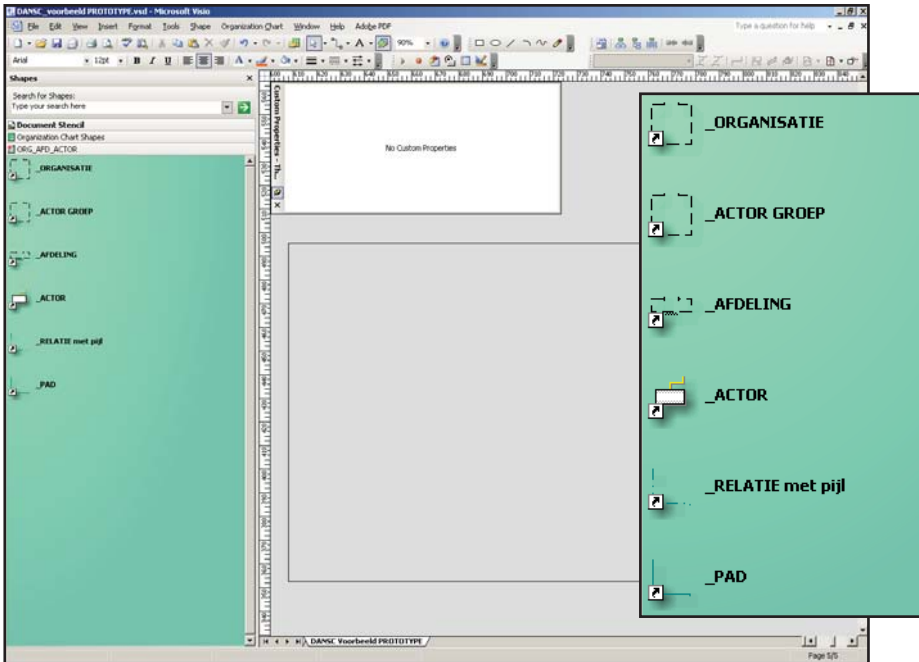 DANSC_voorbeeld PROTOTYPE.vsd - Microsoft Visio
File Edit View Insert Format Tools Shape Organization Chart Window Help Adobe PDF
Type a question for help
Arial 12pt B I U
90%
Shapes
Search for Shapes:
Type your search here
Document Stencil
Organization Chart Shapes
ORG_AFD_ACTOR
_ORGANISATIE
_ACTOR GROEP
_AFDELING
_ACTOR
_RELATIE met pijl
_PAD
Custom Properties - Th...
No Custom Properties
_ORGANISATIE
_ACTOR GROEP
_AFDELING
_ACTOR
_RELATIE met pijl
_PAD
DANSC Voorbeeld PROTOTYPE
Page 5/5